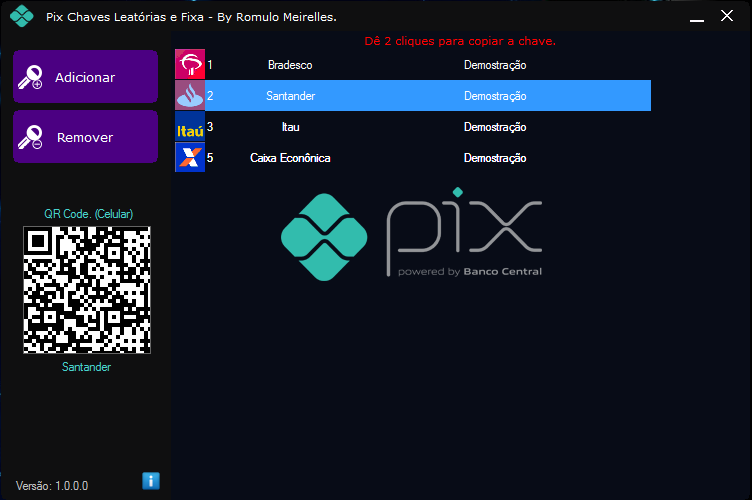 Pix Chaves Leatórias e Fixa - By Romulo Meirelles.
Dê 2 cliques para copiar a chave.
Adicionar
Remover
1 Bradesco Demostração
2 Santander Demostração
Itaú 3 Itau Demostração
5 Caixa Econônica Demostração
pix
powered by Banco Central
QR Code. (Celular)
Santander
Versão: 1.0.0.0